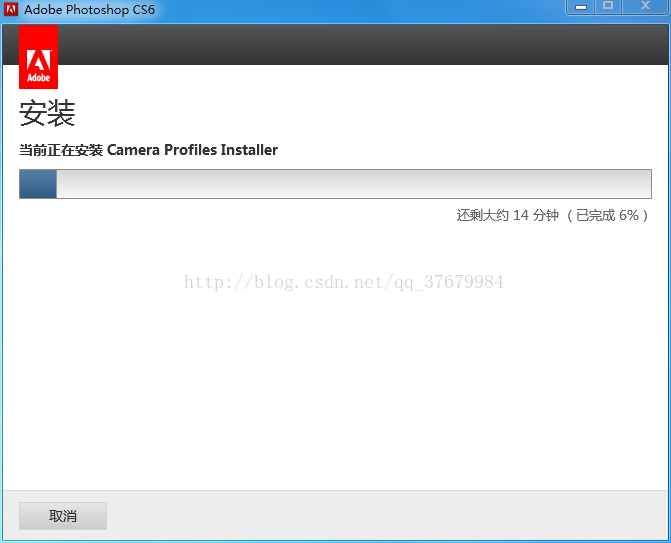 Adobe Photoshop CS6
Adobe
安装
当前正在安装 Camera Profiles Installer
还剩大约 14 分钟 （ 已完成 6% ）
http://blog.csdn.net/qq_37679984
取消